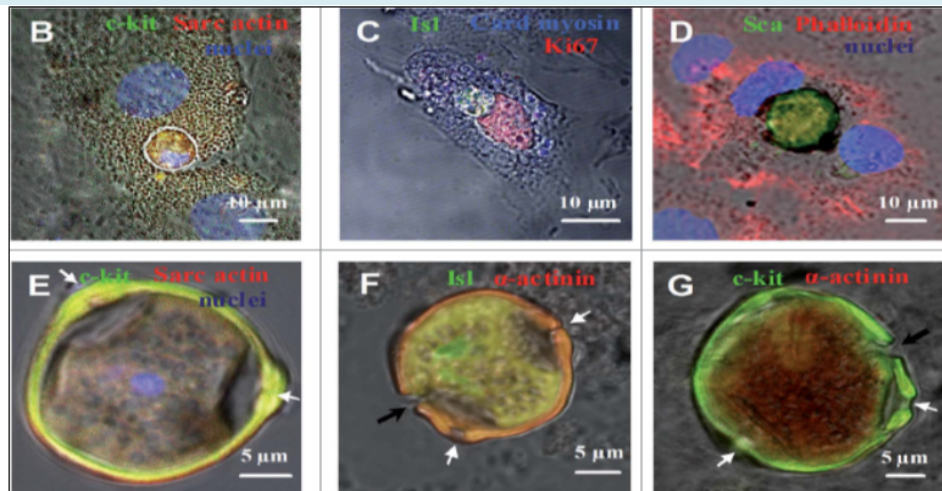 B c-kit Sarc actin
nuclei
10 µm
C Isl Card myosin
Ki67
10 µm
D Sca Phalloidin
nuclei
10 µm
E c-kit Sarc actin
nuclei
5 µm
F Isl α-actinin
5 µm
G c-kit α-actinin
5 µm